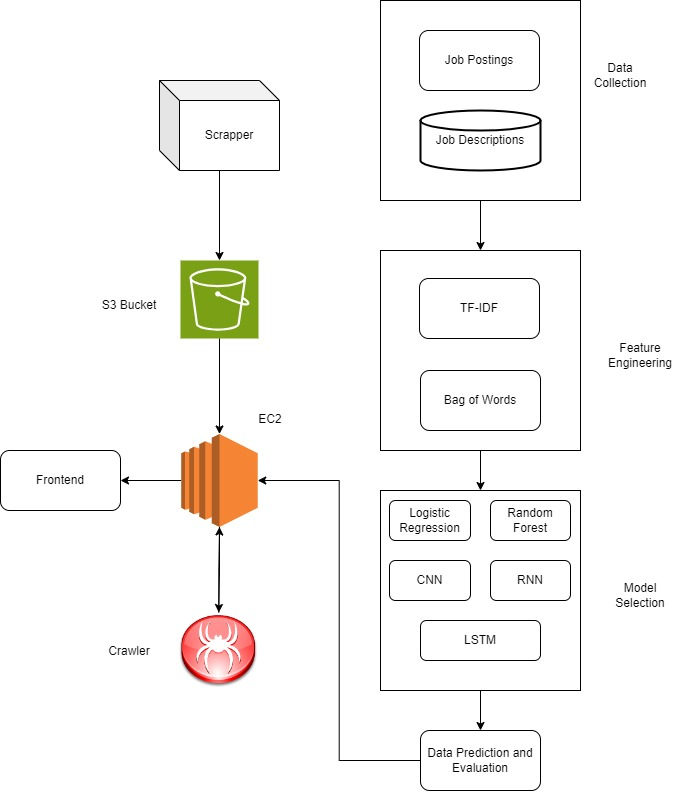 Job Postings
Data
Collection
Scrapper
Job Descriptions
S3 Bucket
TF-IDF
Feature
Engineering
Bag of Words
EC2
Frontend
Logistic
Regression
Random
Forest
CNN
RNN
Model
Selection
LSTM
Crawler
Data Prediction and
Evaluation